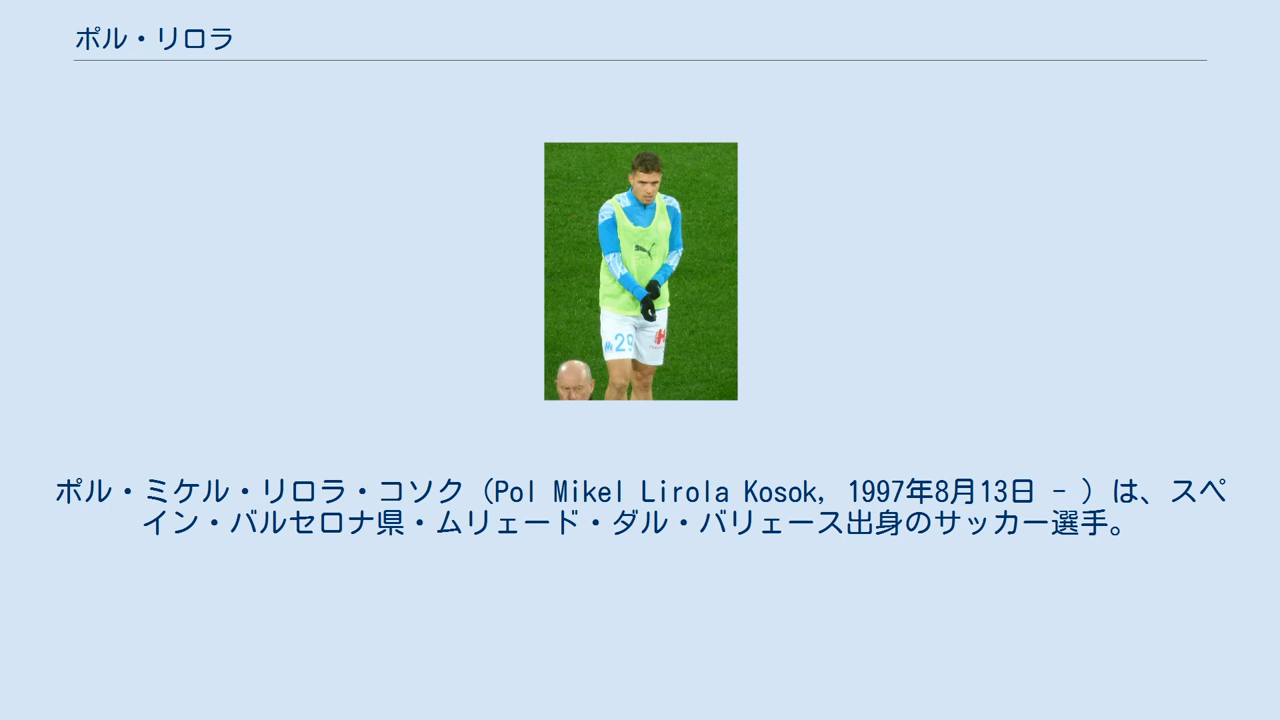 ポル・リロラ
29
ポル・ミケル・リロラ・コソク（Pol Mikel Lirola Kosok, 1997年8月13日 - ）は、スペ
イン・バルセロナ県・ムリェード・ダル・バリェース出身のサッカー選手。